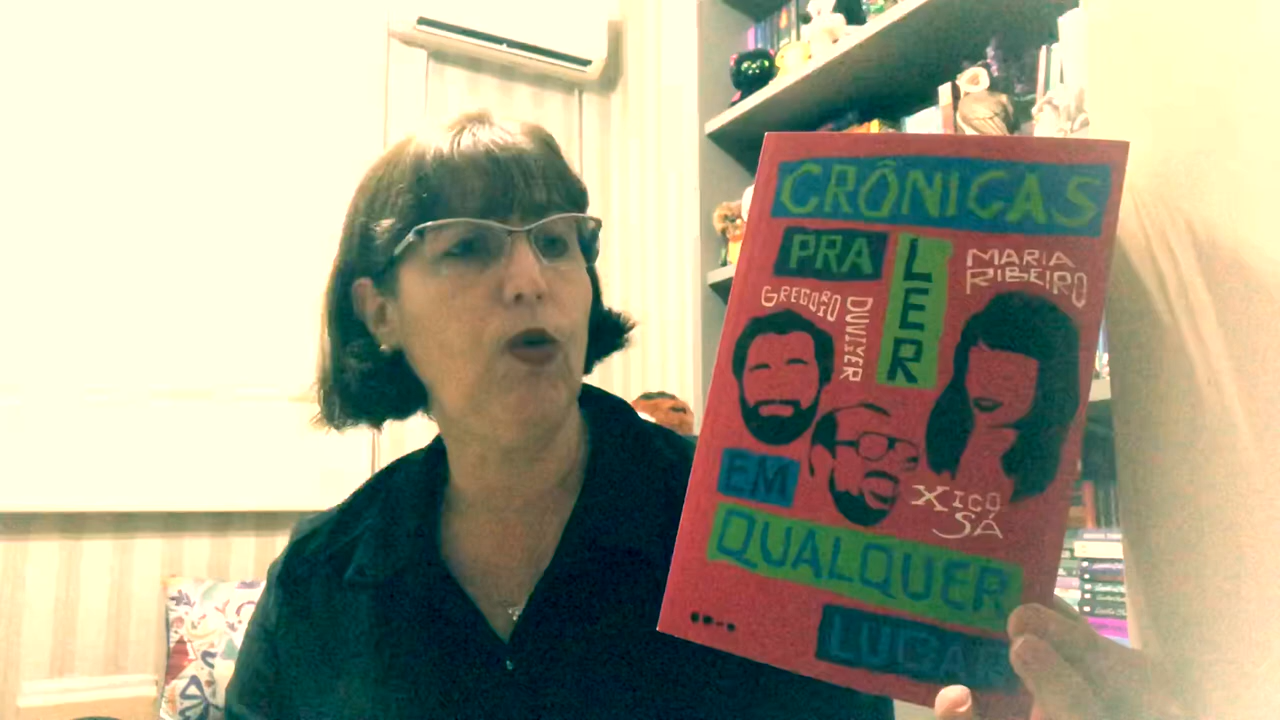 CRÔNICAS
PRA
LER
MARIA
RIBEIRO
GREGORIO
DUVIVIER
XICO
SÁ
EM
QUALQUER
LUGAR